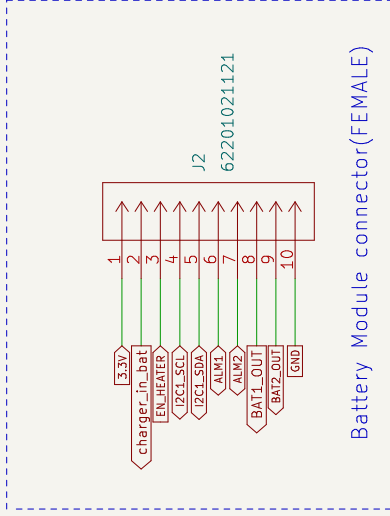 Battery Module connector(FEMALE)
J2
62201021121
1
2
3
4
5
6
7
8
9
10
3.3V
charger_in_bat
EN_HEATER
I2C1_SCL
I2C1_SDA
ALM1
ALM2
BAT1_OUT
BAT2_OUT
GND